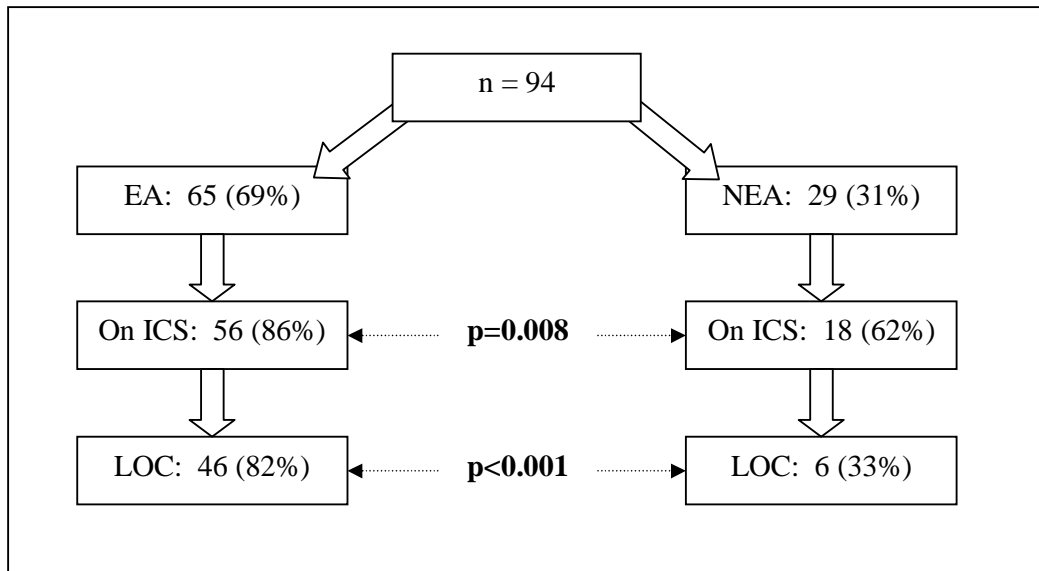 n = 94
EA: 65 (69%)
NEA: 29 (31%)
On ICS: 56 (86%)
p=0.008
On ICS: 18 (62%)
LOC: 46 (82%)
p<0.001
LOC: 6 (33%)